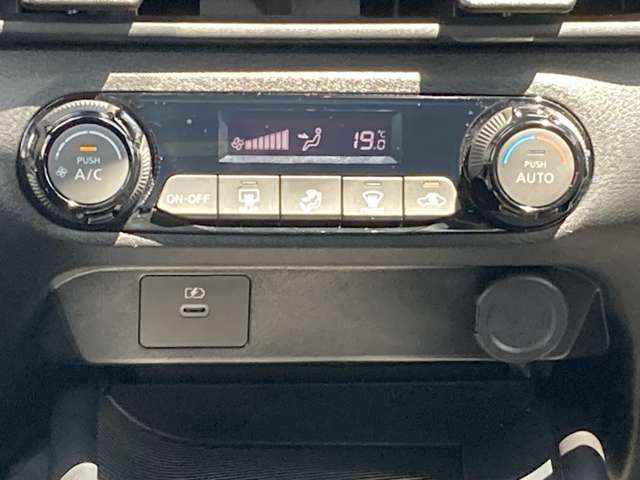 PUSH
A/C
19.0℃
PUSH
AUTO
ON·OFF